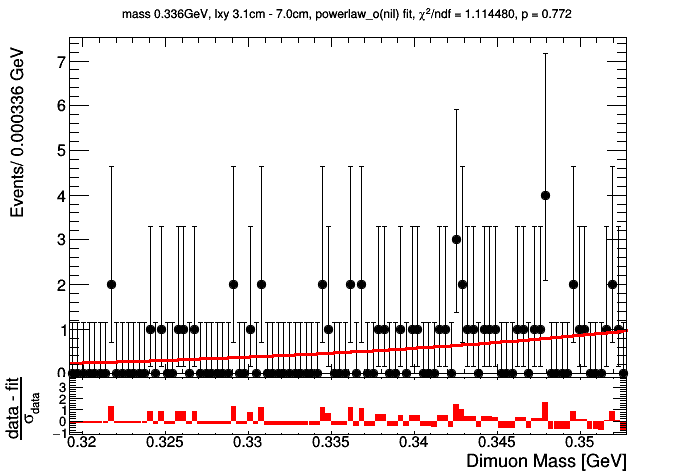 mass 0.336GeV, lxy 3.1cm - 7.0cm, powerlaw_o(nil) fit, χ²/ndf = 1.114480, p = 0.772
Events/ 0.000336 GeV
7
6
5
4
3
2
1
0
data - fit
σdata
3
2
1
0
−1
0.32 0.325 0.33 0.335 0.34 0.345 0.35
Dimuon Mass [GeV]